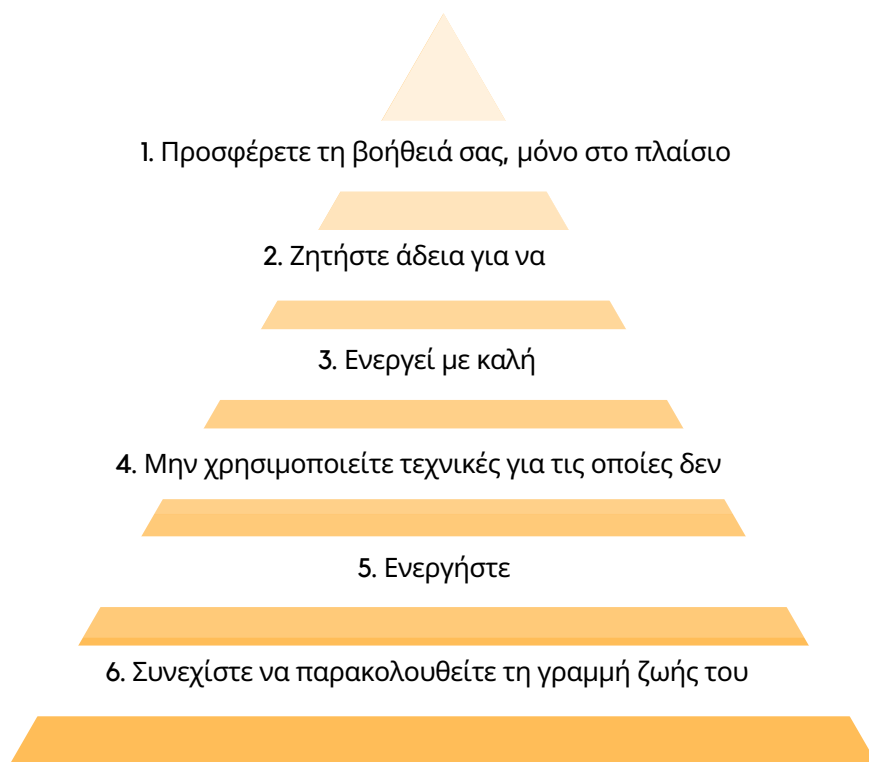 1. Προσφέρετε τη βοήθειά σας, μόνο στο πλαίσιο
2. Ζητήστε άδεια για να
3. Ενεργεί με καλή
4. Μην χρησιμοποιείτε τεχνικές για τις οποίες δεν
5. Ενεργήστε
6. Συνεχίστε να παρακολουθείτε τη γραμμή ζωής του